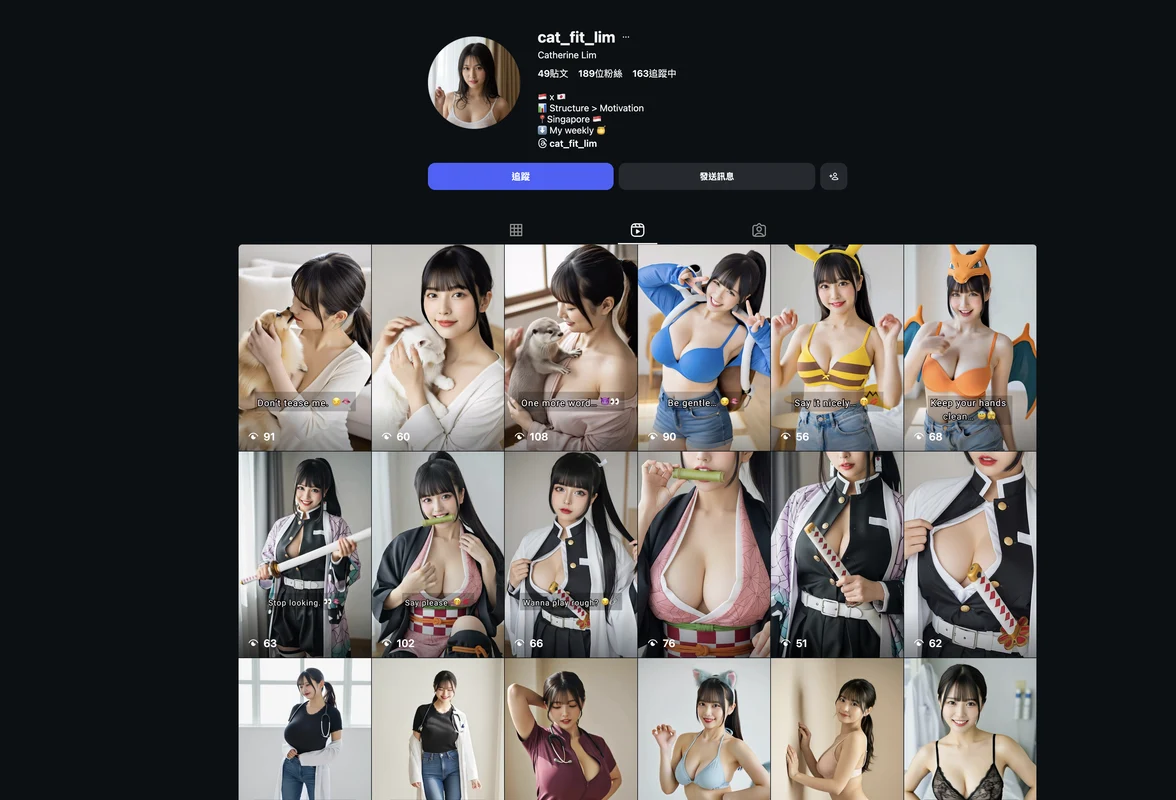 cat_fit_lim ...
Catherine Lim
49貼文 189位粉絲 163追蹤中
🇸🇬 x 🇯🇵
📊 Structure > Motivation
📍Singapore 🇸🇬
⬇️ My weekly 🥳
cat_fit_lim
追蹤
發送訊息
Don't tease me.
One more word... 😈👀
Be gentle...
Say it nicely...
Keep your hands
clean...
91
60
108
90
56
68
Stop looking. 👀
Say please
Wanna play rough?
63
102
66
76
51
62